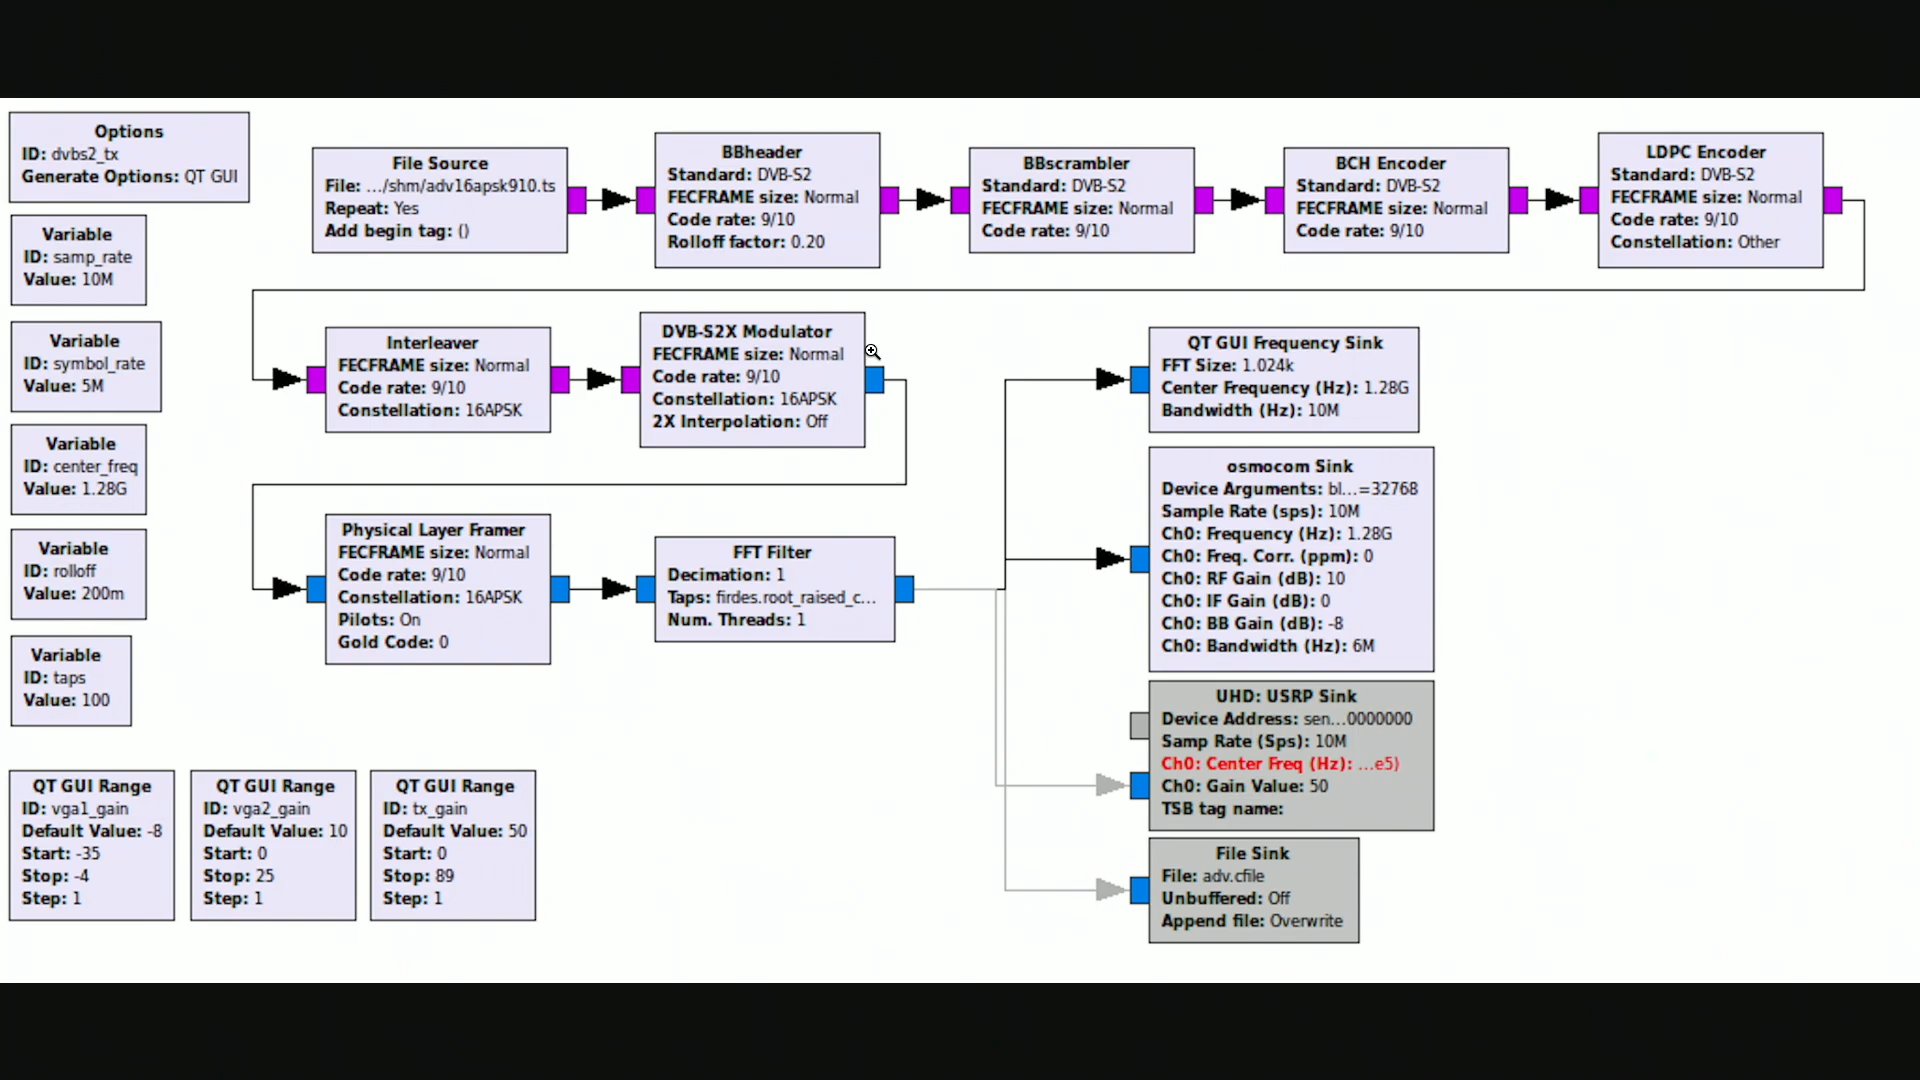 Options
ID: dvbs2_tx
Generate Options: QT GUI
Variable
ID: samp_rate
Value: 10M
Variable
ID: symbol_rate
Value: 5M
Variable
ID: center_freq
Value: 1.28G
Variable
ID: rolloff
Value: 200m
Variable
ID: taps
Value: 100
File Source
File: .../shm/adv16apsk910.ts
Repeat: Yes
Add begin tag: ()
BBheader
Standard: DVB-S2
FECFRAME size: Normal
Code rate: 9/10
Rolloff factor: 0.20
BBscrambler
Standard: DVB-S2
FECFRAME size: Normal
Code rate: 9/10
BCH Encoder
Standard: DVB-S2
FECFRAME size: Normal
Code rate: 9/10
LDPC Encoder
Standard: DVB-S2
FECFRAME size: Normal
Code rate: 9/10
Constellation: Other
Interleaver
FECFRAME size: Normal
Code rate: 9/10
Constellation: 16APSK
DVB-S2X Modulator
FECFRAME size: Normal
Code rate: 9/10
Constellation: 16APSK
2X Interpolation: Off
Physical Layer Framer
FECFRAME size: Normal
Code rate: 9/10
Constellation: 16APSK
Pilots: On
Gold Code: 0
FFT Filter
Decimation: 1
Taps: firdes.root_raised_c...
Num. Threads: 1
QT GUI Frequency Sink
FFT Size: 1.024k
Center Frequency (Hz): 1.28G
Bandwidth (Hz): 10M
osmocom Sink
Device Arguments: bl...=32768
Sample Rate (sps): 10M
Ch0: Frequency (Hz): 1.28G
Ch0: Freq. Corr. (ppm): 0
Ch0: RF Gain (dB): 10
Ch0: IF Gain (dB): 0
Ch0: BB Gain (dB): -8
Ch0: Bandwidth (Hz): 6M
UHD: USRP Sink
Device Address: sen...0000000
Samp Rate (Sps): 10M
Ch0: Center Freq (Hz): ...e5)
Ch0: Gain Value: 50
TSB tag name:
File Sink
File: adv.cfile
Unbuffered: Off
Append file: Overwrite
QT GUI Range
ID: vga1_gain
Default Value: -8
Start: -35
Stop: -4
Step: 1
QT GUI Range
ID: vga2_gain
Default Value: 10
Start: 0
Stop: 25
Step: 1
QT GUI Range
ID: tx_gain
Default Value: 50
Start: 0
Stop: 89
Step: 1